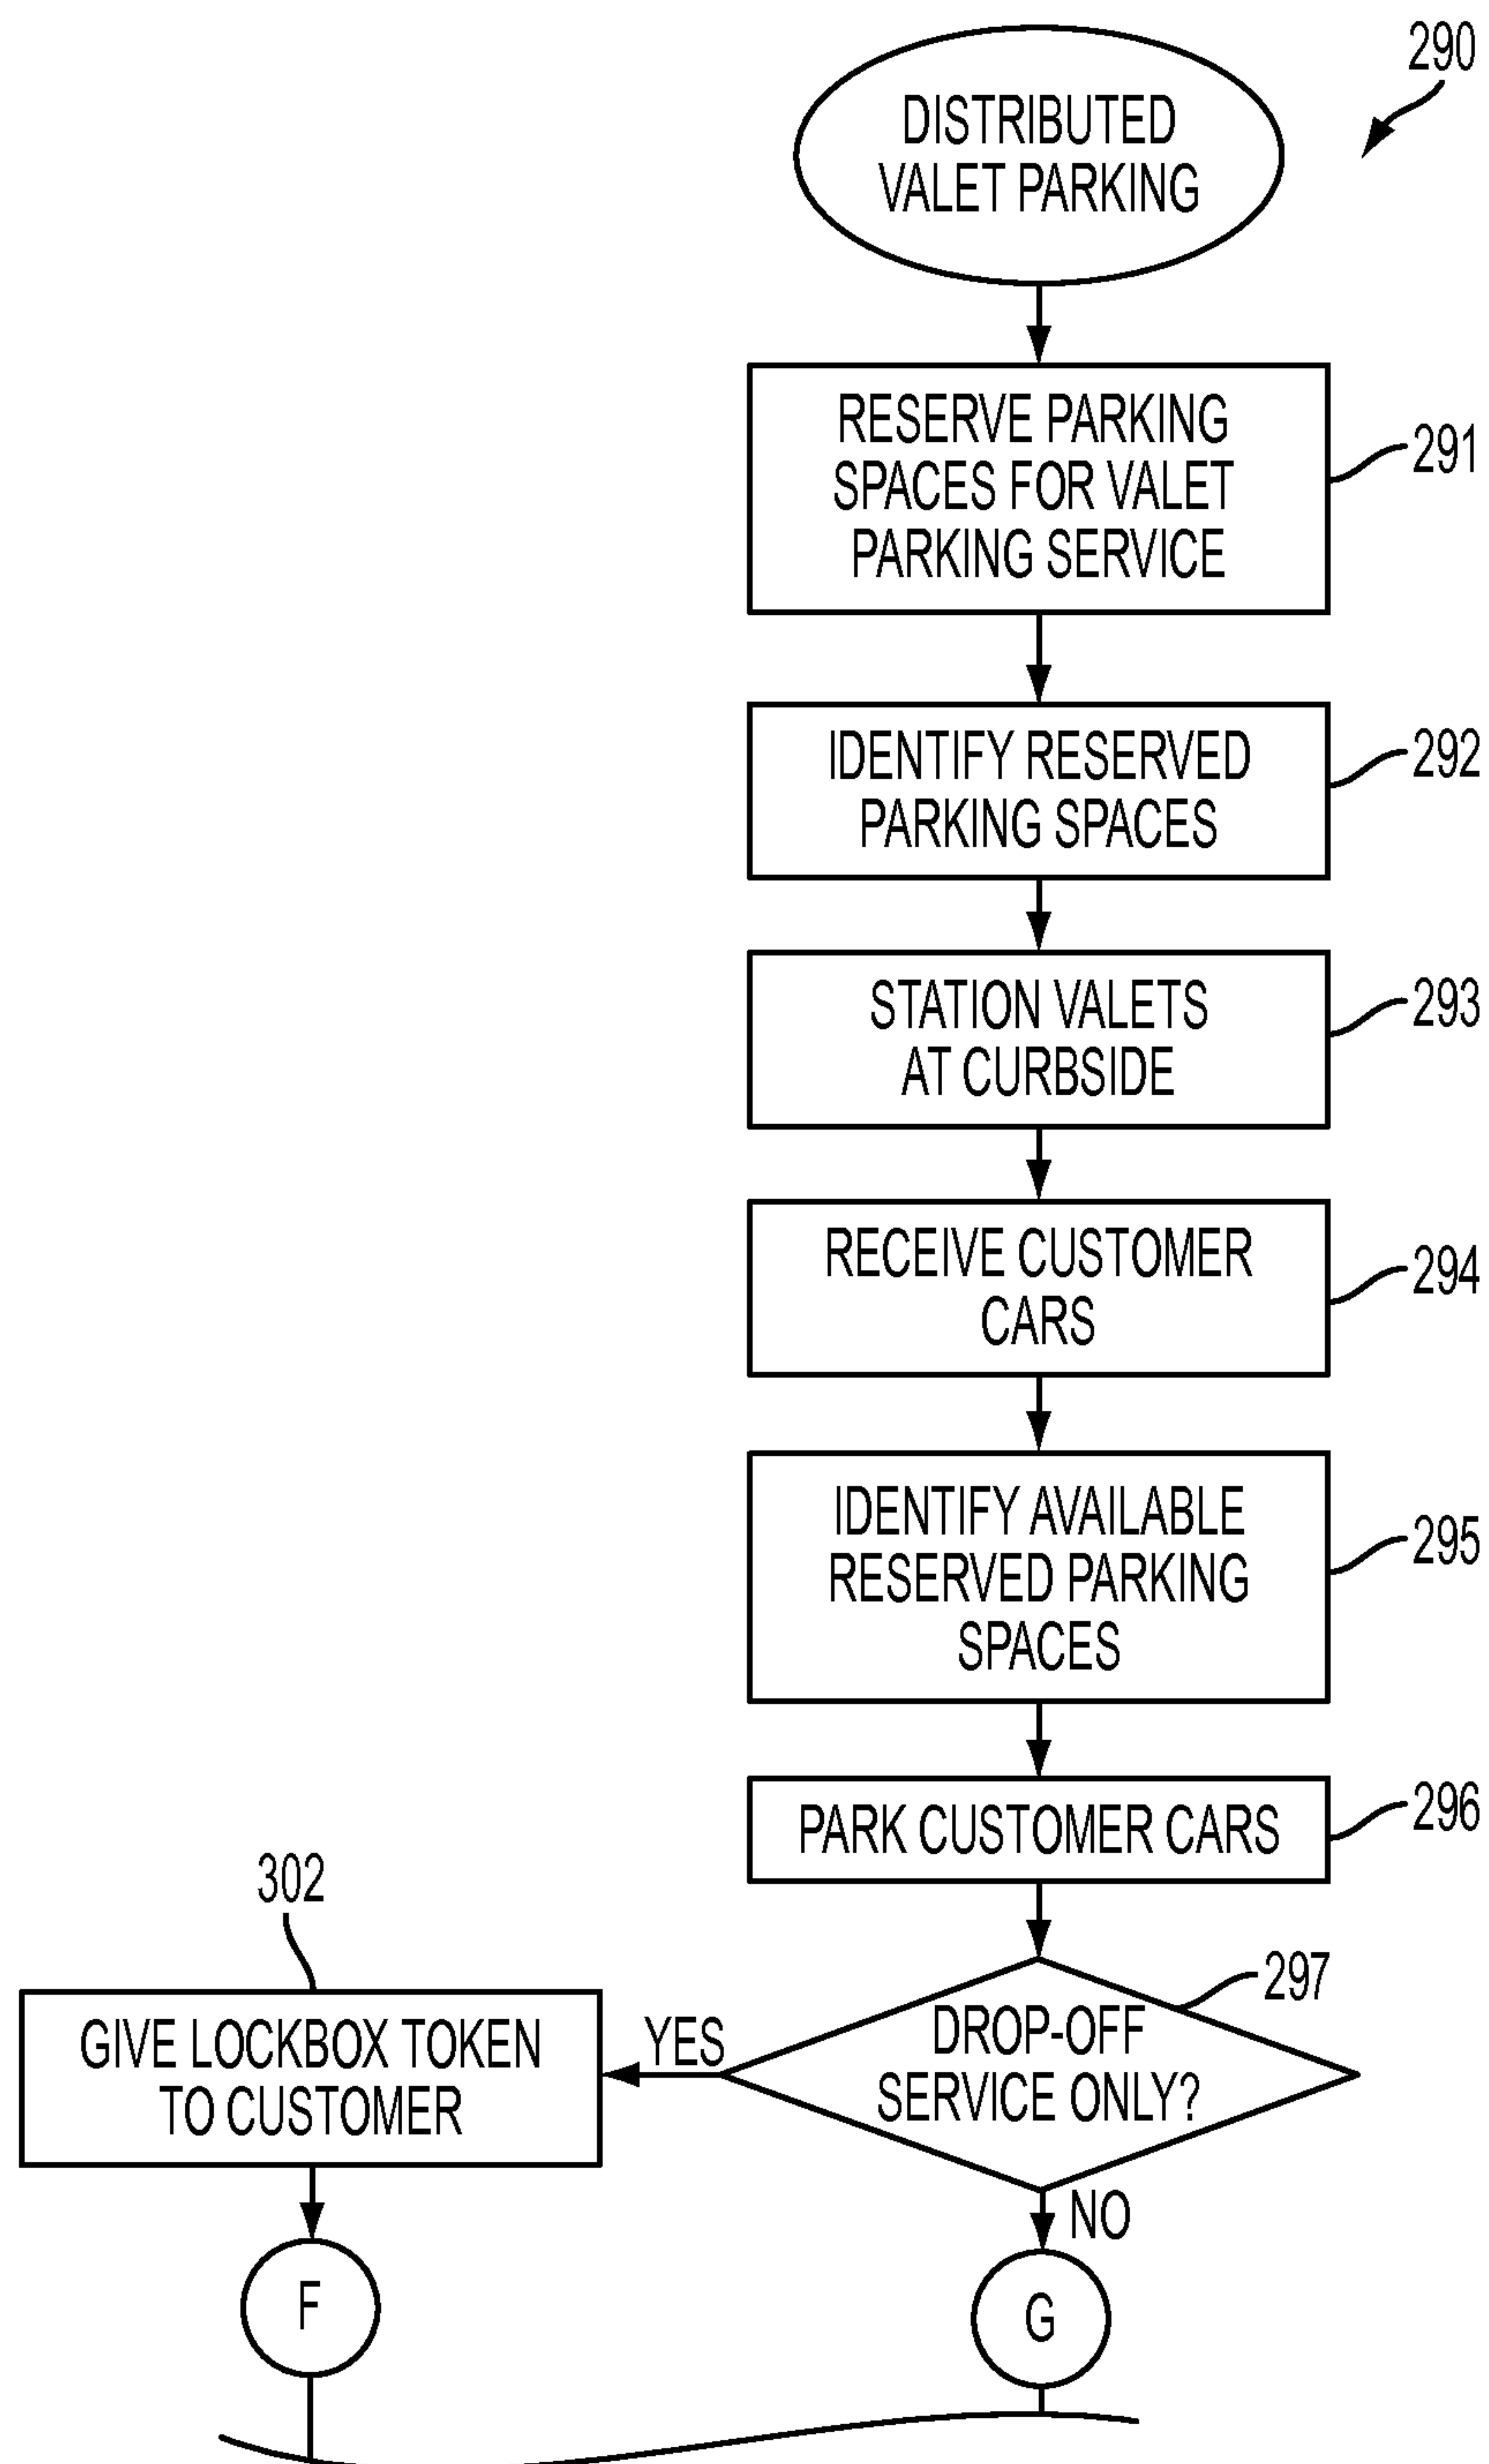 290
DISTRIBUTED
VALET PARKING
RESERVE PARKING
SPACES FOR VALET
PARKING SERVICE
291
IDENTIFY RESERVED
PARKING SPACES
292
STATION VALETS
AT CURBSIDE
293
RECEIVE CUSTOMER
CARS
294
IDENTIFY AVAILABLE
RESERVED PARKING
SPACES
295
PARK CUSTOMER CARS
296
302
297
GIVE LOCKBOX TOKEN
TO CUSTOMER
YES
DROP-OFF
SERVICE ONLY?
NO
F
G